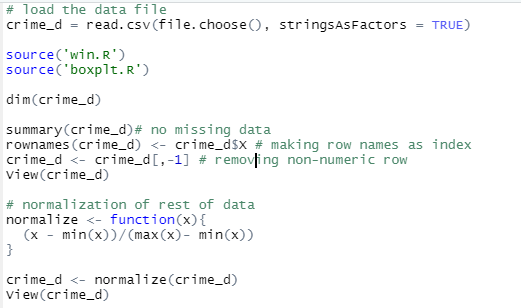 # load the data file
crime_d = read.csv(file.choose(), stringsAsFactors = TRUE)
source('win.R')
source('boxplt.R')
dim(crime_d)
summary(crime_d)# no missing data
rownames(crime_d) <- crime_d$X # making row names as index
crime_d <- crime_d[,-1] # removing non-numeric row
View(crime_d)
# normalization of rest of data
normalize <- function(x){
  (x - min(x))/(max(x)- min(x))
}
crime_d <- normalize(crime_d)
View(crime_d)